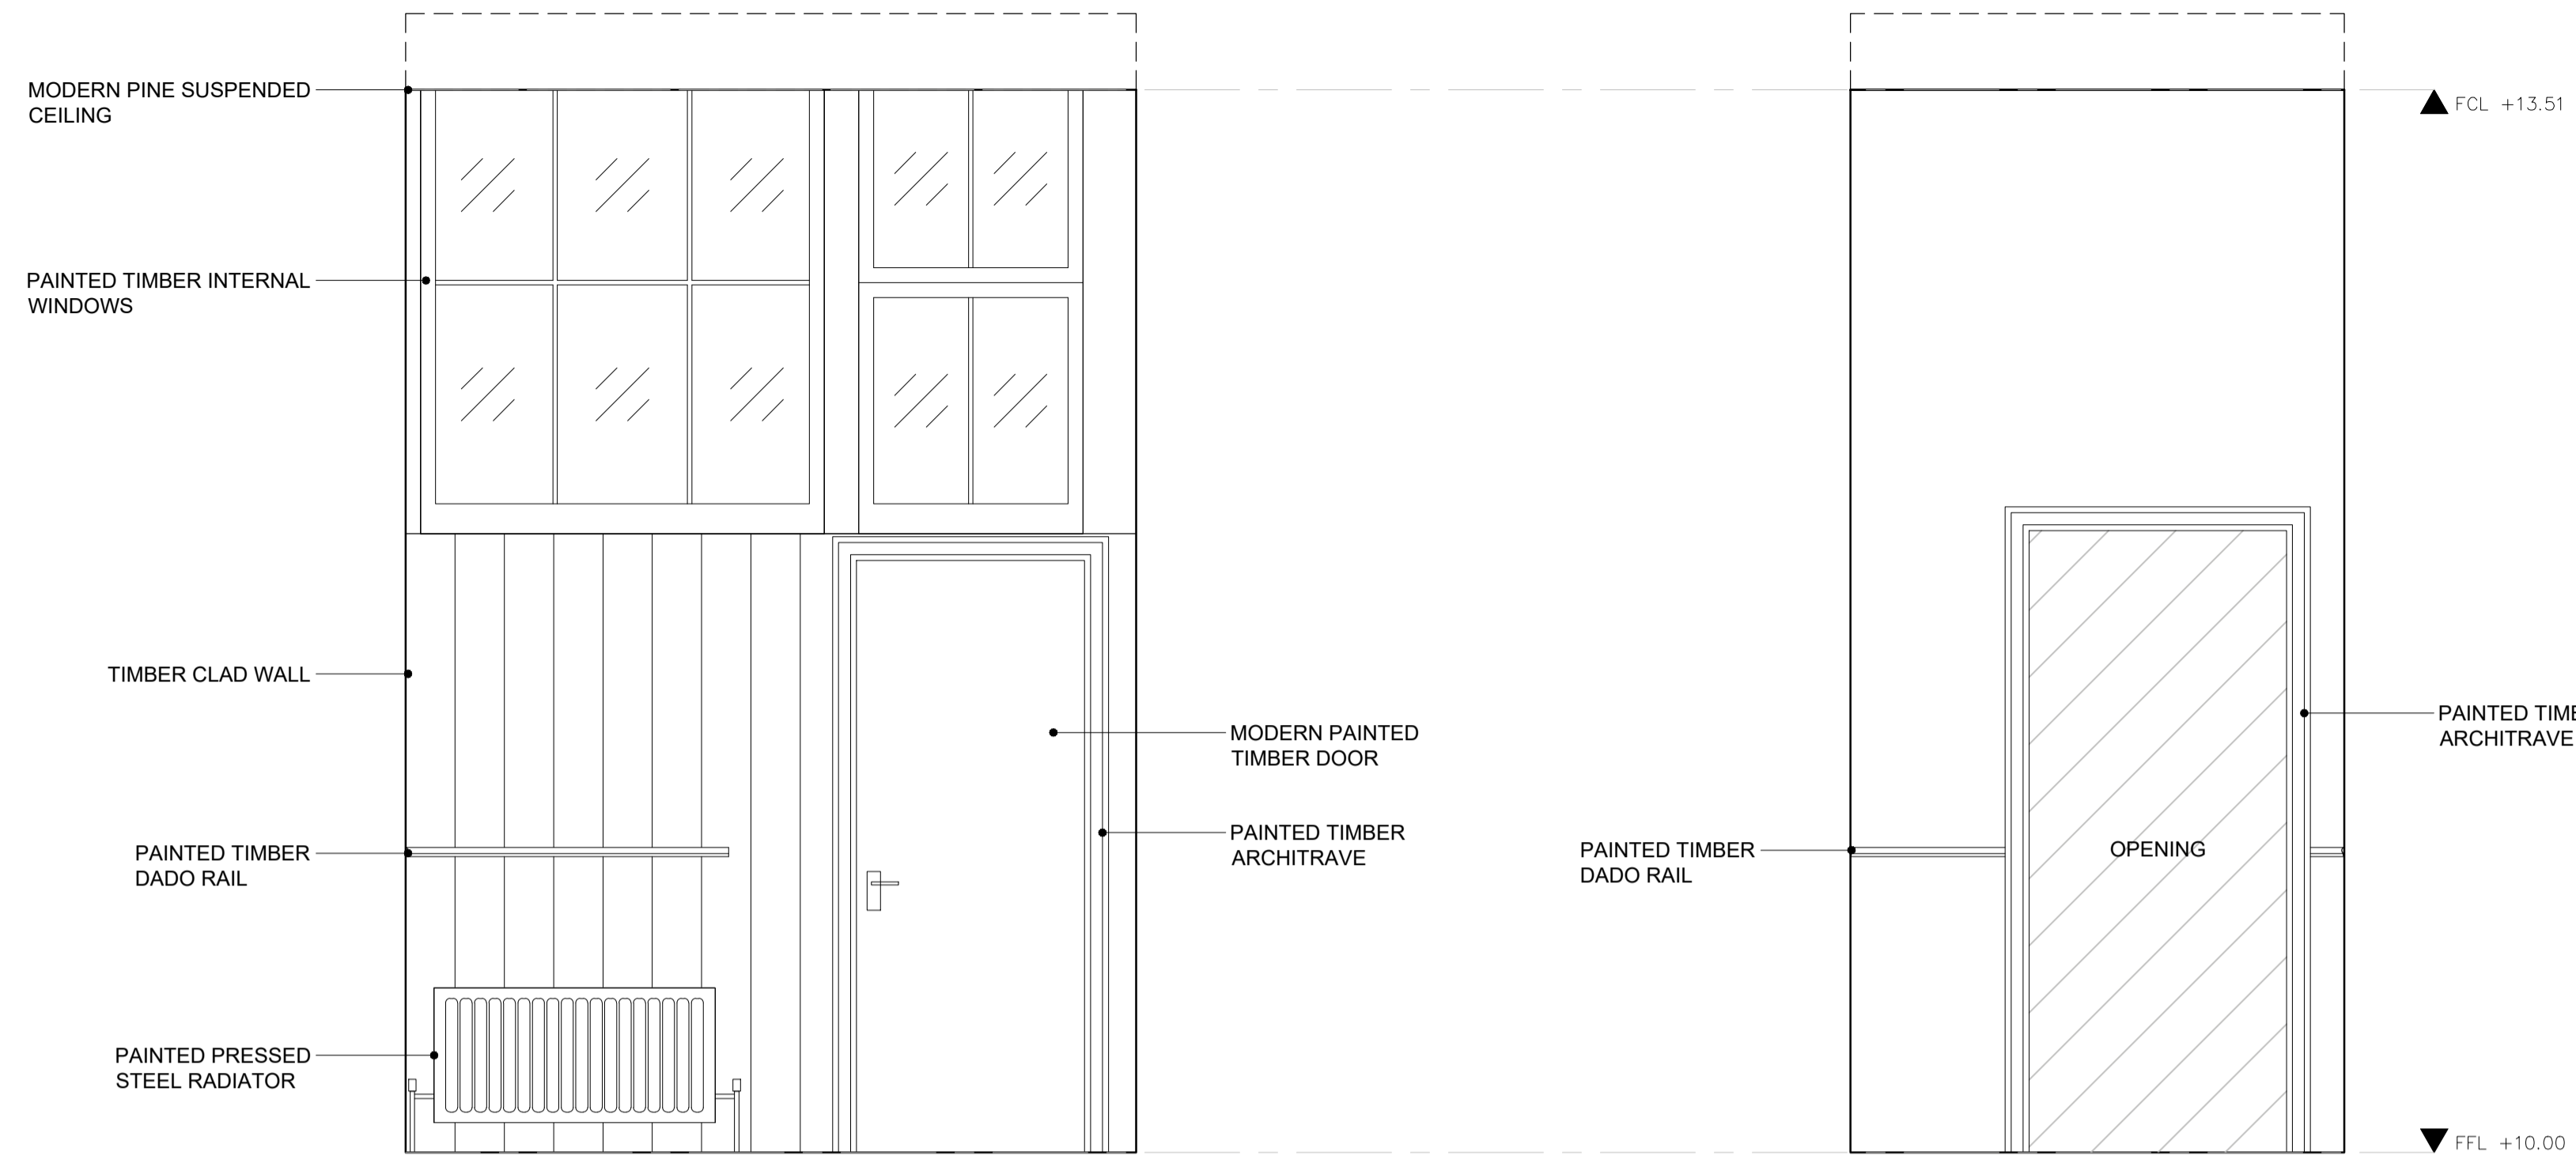 MODERN PINE SUSPENDED
CEILING
PAINTED TIMBER INTERNAL
WINDOWS
TIMBER CLAD WALL
PAINTED TIMBER
DADO RAIL
PAINTED PRESSED
STEEL RADIATOR
MODERN PAINTED
TIMBER DOOR
PAINTED TIMBER
ARCHITRAVE
PAINTED TIMBER
DADO RAIL
OPENING
FCL +13.51
PAINTED
ARCHITRAVE
FFL +10.00